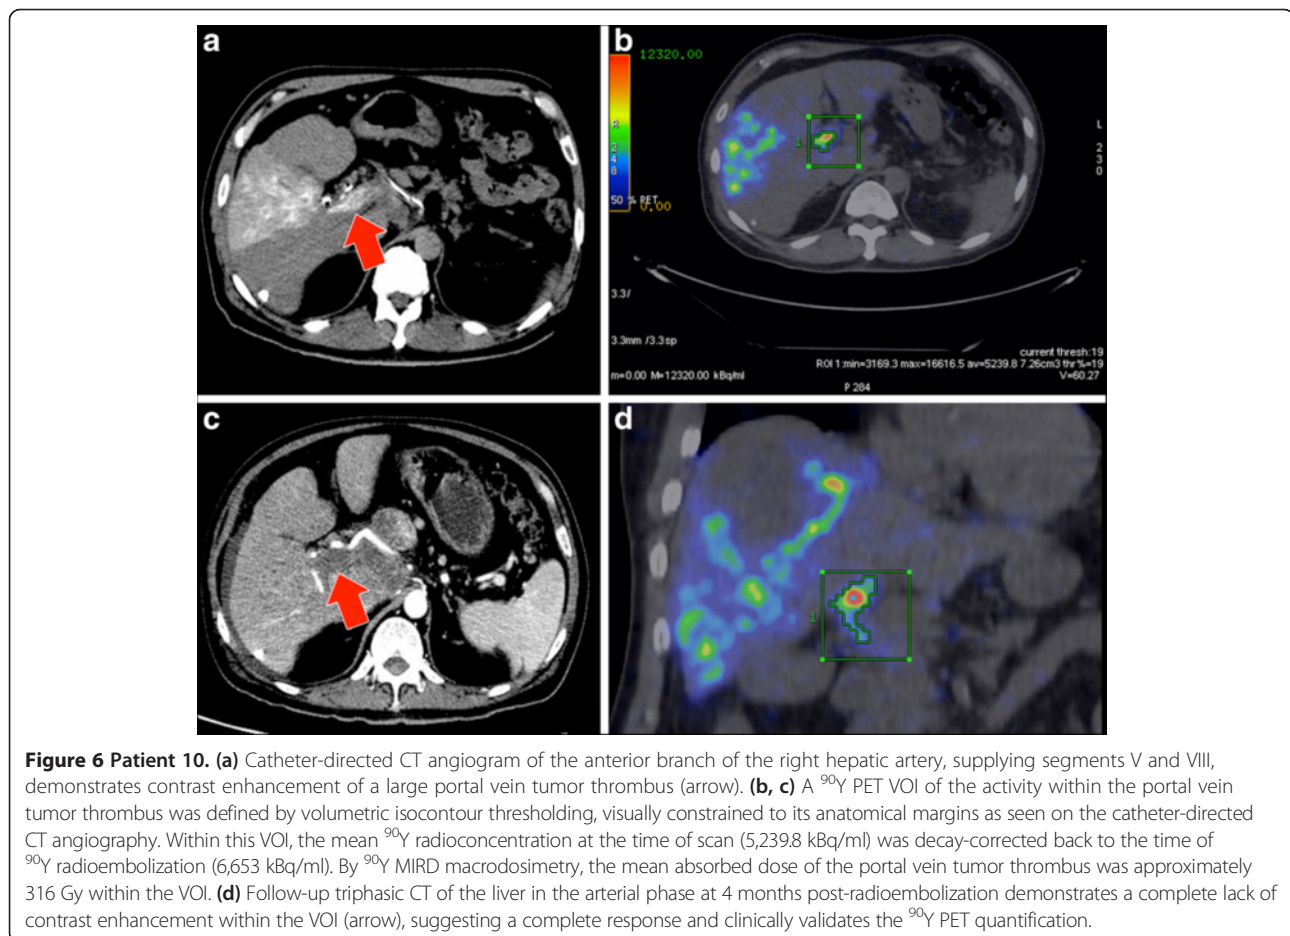 a
b
12320.00
50 % PET
0.00
1
L
2
3
0
3.3/
3.3mm /3.3sp
current thresh:19
ROI 1:min=3169.3 max=16616.5 av=5239.8 7.26cm3 thr%=19
m=0.00 M=12320.00 kBq/ml
V=60.27
P 284
c
d
1
Figure 6 Patient 10. (a) Catheter-directed CT angiogram of the anterior branch of the right hepatic artery, supplying segments V and VIII,
demonstrates contrast enhancement of a large portal vein tumor thrombus (arrow). (b, c) A ⁹⁰Y PET VOI of the activity within the portal vein
tumor thrombus was defined by volumetric isocontour thresholding, visually constrained to its anatomical margins as seen on the catheter-directed
CT angiography. Within this VOI, the mean ⁹⁰Y radioconcentration at the time of scan (5,239.8 kBq/ml) was decay-corrected back to the time of
⁹⁰Y radioembolization (6,653 kBq/ml). By ⁹⁰Y MIRD macrodosimetry, the mean absorbed dose of the portal vein tumor thrombus was approximately
316 Gy within the VOI. (d) Follow-up triphasic CT of the liver in the arterial phase at 4 months post-radioembolization demonstrates a complete lack of
contrast enhancement within the VOI (arrow), suggesting a complete response and clinically validates the ⁹⁰Y PET quantification.